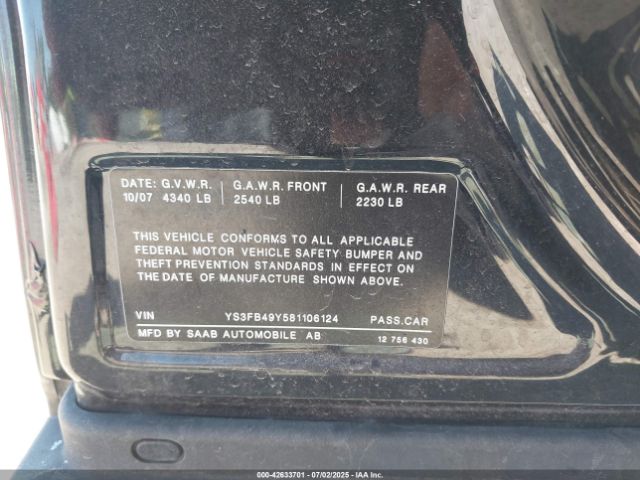 DATE: G.V.W.R. G.A.W.R. FRONT G.A.W.R. REAR
10/07 4340 LB 2540 LB 2230 LB
THIS VEHICLE CONFORMS TO ALL APPLICABLE
FEDERAL MOTOR VEHICLE SAFETY BUMPER AND
THEFT PREVENTION STANDARDS IN EFFECT ON
THE DATE OF MANUFACTURE SHOWN ABOVE.
VIN YS3FB49Y581106124 PASS.CAR
MFD BY SAAB AUTOMOBILE AB 12 756 430
000-42633701 - 07/02/2025 - IAA Inc.